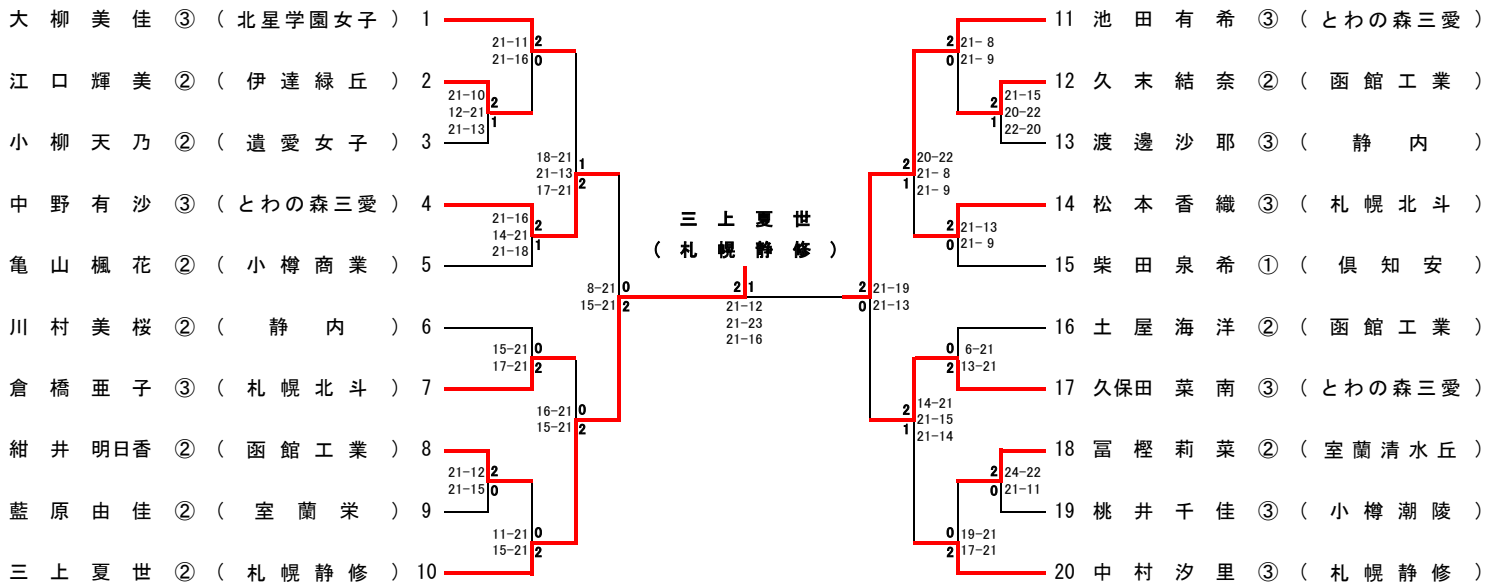 大柳美佳 ③ (北星学園女子) 1
21-11 2
21-16 0
江口輝美 ② (伊達緑丘) 2
21-10 2
12-21
21-13 1
小柳天乃 ② (遺愛女子) 3
18-21 1
21-13
17-21 2
中野有沙 ③ (とわの森三愛) 4
21-16 2
14-21
21-18 1
亀山楓花 ② (小樽商業) 5
8-21 0
15-21 2
川村美桜 ② (静内) 6
15-21 0
17-21 2
倉橋亜子 ③ (札幌北斗) 7
16-21 0
15-21 2
紺井明日香 ② (函館工業) 8
21-12 2
21-15 0
藍原由佳 ② (室蘭栄) 9
11-21 0
15-21 2
三上夏世 ② (札幌静修) 10
三上夏世
(札幌静修)
2 1
21-12
21-23
21-16
11 池田有希 ③ (とわの森三愛)
2 21- 8
0 21- 9
12 久末結奈 ② (函館工業)
2 21-15
20-22
1 22-20
13 渡邊沙耶 ③ (静内)
2 20-22
21- 8
1 21- 9
14 松本香織 ③ (札幌北斗)
2 21-13
0 21- 9
15 柴田泉希 ① (倶知安)
2 21-19
0 21-13
16 土屋海洋 ② (函館工業)
0 6-21
2 13-21
17 久保田菜南 ③ (とわの森三愛)
2 14-21
21-15
1 21-14
18 冨樫莉菜 ② (室蘭清水丘)
2 24-22
0 21-11
19 桃井千佳 ③ (小樽潮陵)
0 19-21
2 17-21
20 中村汐里 ③ (札幌静修)